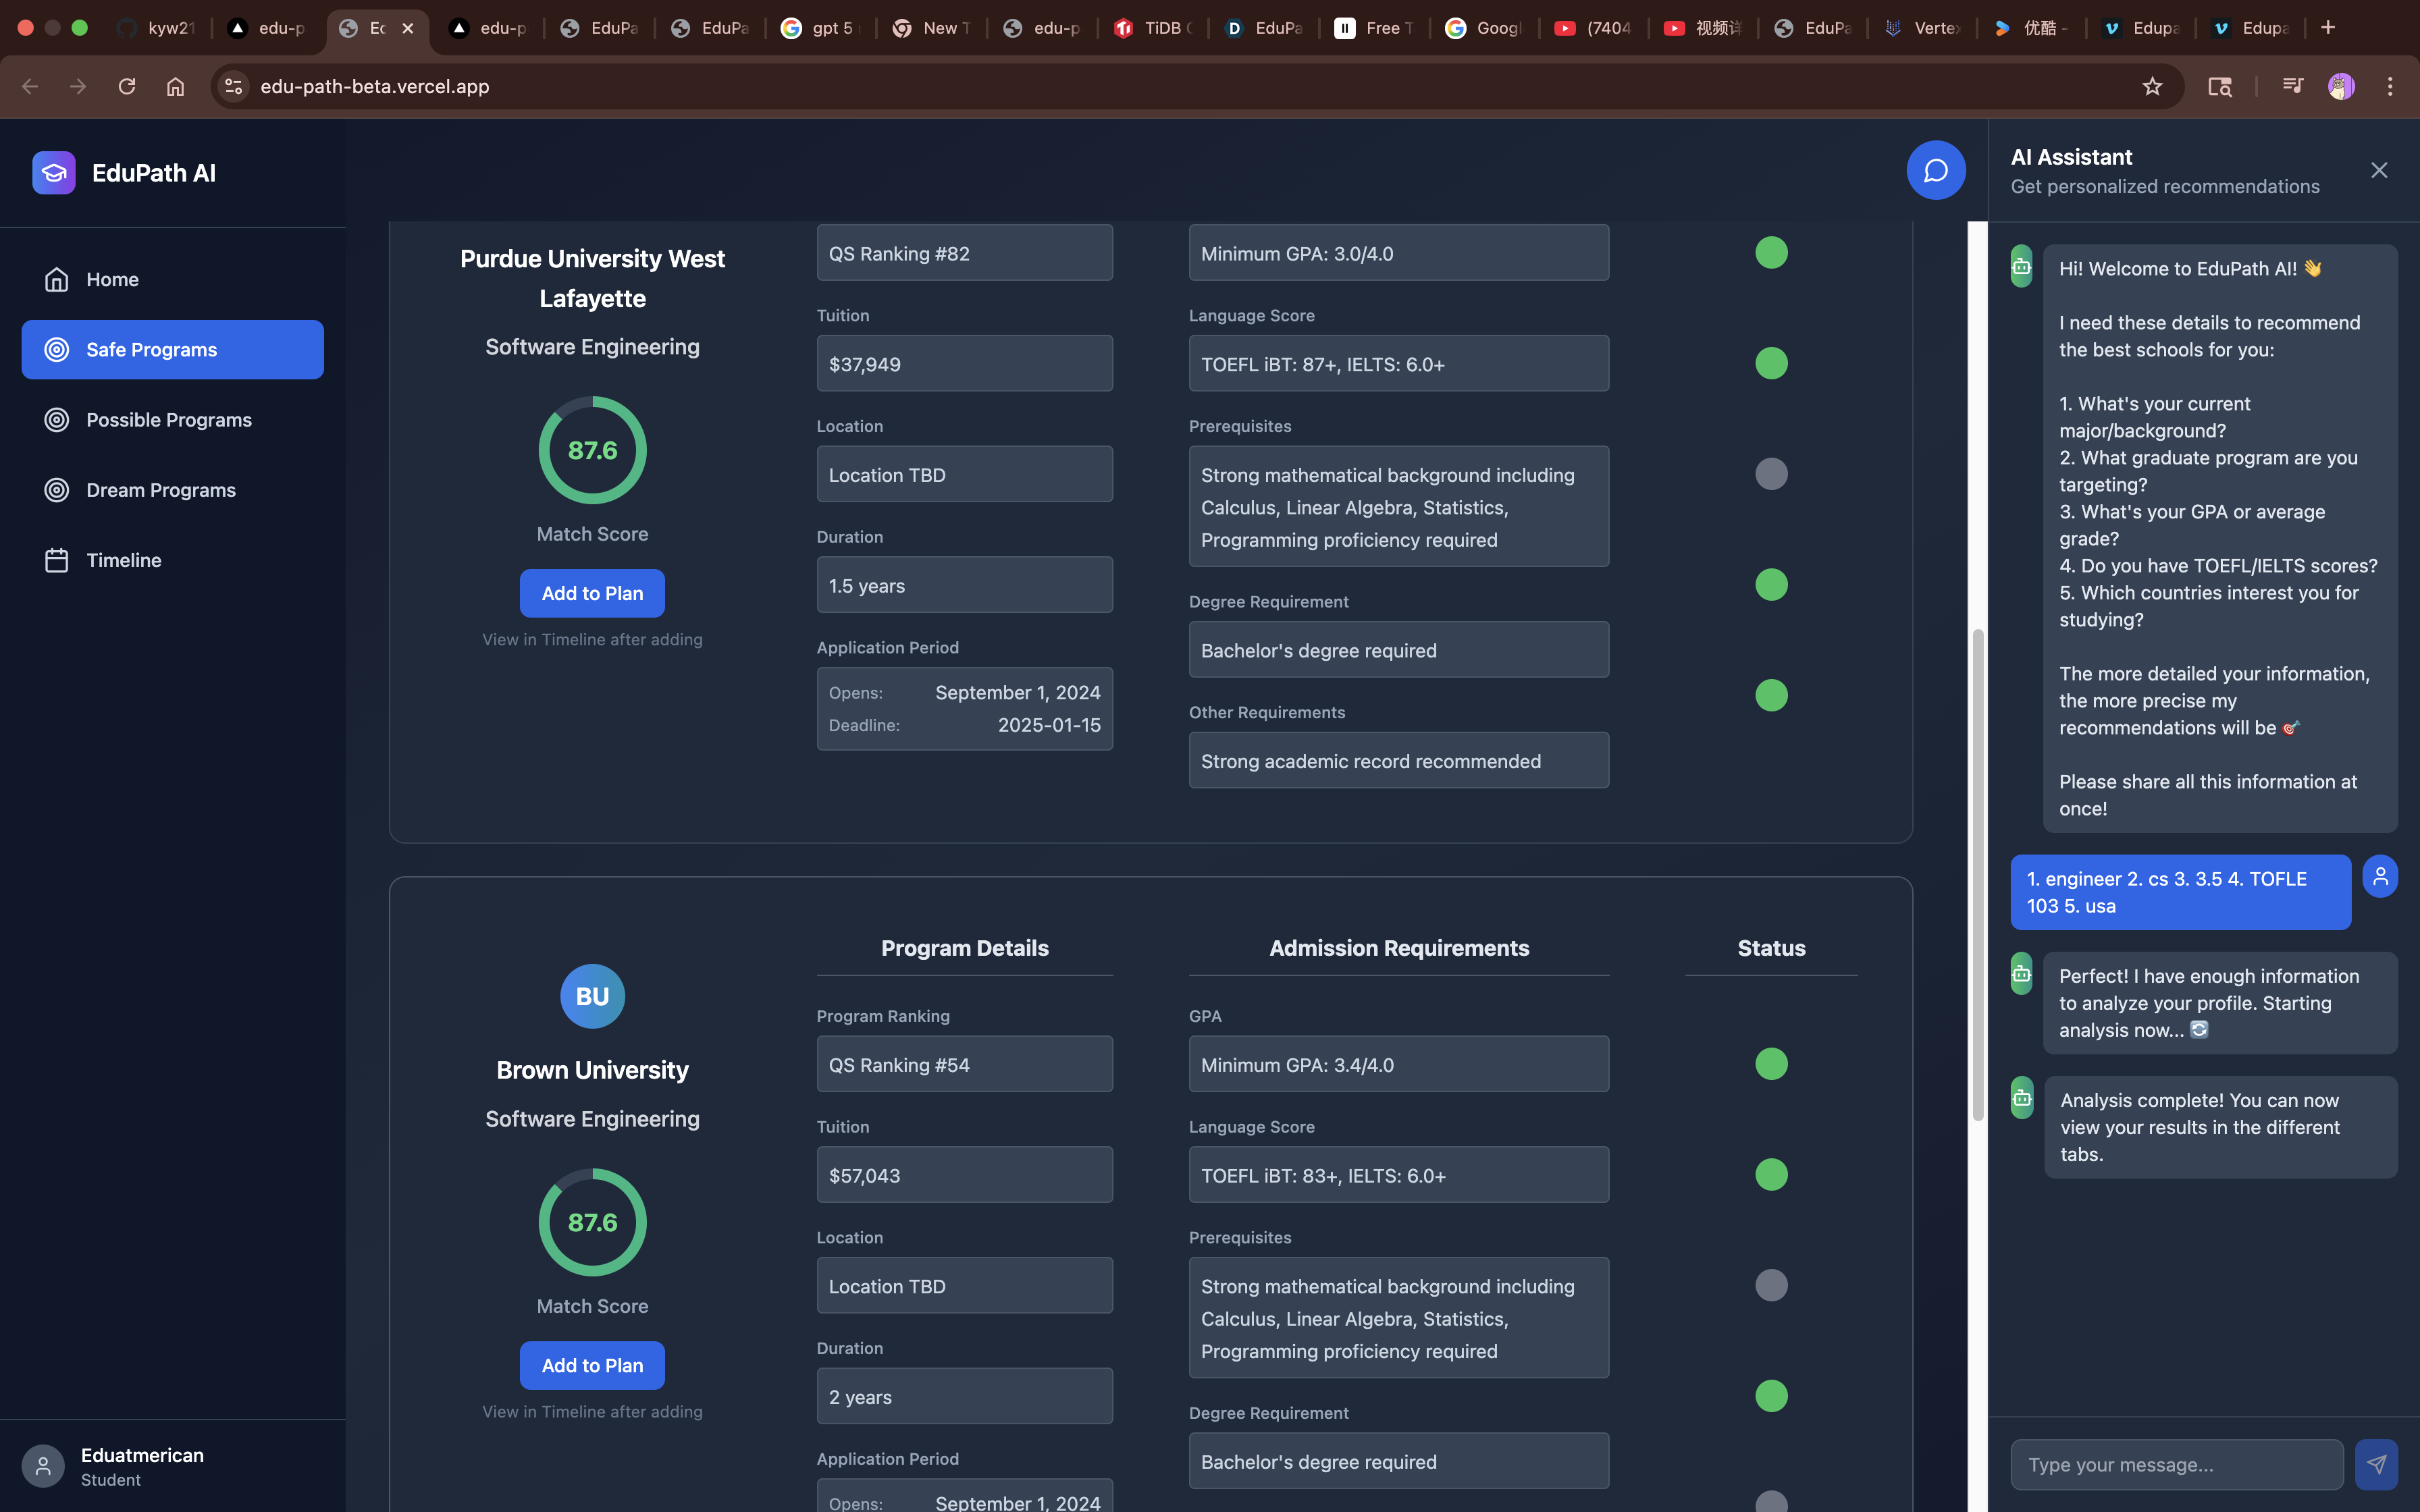 kyw21
edu-p
Ec
edu-p
EduPa
EduPa
gpt 5
New T
edu-p
TiDB C
EduPa
Free T
Googl
(7404
视频详
EduPa
Vertex
优酷 -
Edupa
Edupa
edu-path-beta.vercel.app
EduPath AI
Home
Safe Programs
Possible Programs
Dream Programs
Timeline
Eduatmerican
Student
Purdue University West
Lafayette
Software Engineering
87.6
Match Score
Add to Plan
View in Timeline after adding
QS Ranking #82
Tuition
$37,949
Location
Location TBD
Duration
1.5 years
Application Period
Opens: September 1, 2024
Deadline: 2025-01-15
Minimum GPA: 3.0/4.0
Language Score
TOEFL iBT: 87+, IELTS: 6.0+
Prerequisites
Strong mathematical background including
Calculus, Linear Algebra, Statistics,
Programming proficiency required
Degree Requirement
Bachelor's degree required
Other Requirements
Strong academic record recommended
BU
Brown University
Software Engineering
87.6
Match Score
Add to Plan
View in Timeline after adding
Program Details
Program Ranking
QS Ranking #54
Tuition
$57,043
Location
Location TBD
Duration
2 years
Application Period
Opens: September 1, 2024
Admission Requirements
GPA
Minimum GPA: 3.4/4.0
Language Score
TOEFL iBT: 83+, IELTS: 6.0+
Prerequisites
Strong mathematical background including
Calculus, Linear Algebra, Statistics,
Programming proficiency required
Degree Requirement
Bachelor's degree required
Status
AI Assistant
Get personalized recommendations
Hi! Welcome to EduPath AI! 👋
I need these details to recommend
the best schools for you:
1. What's your current
major/background?
2. What graduate program are you
targeting?
3. What's your GPA or average
grade?
4. Do you have TOEFL/IELTS scores?
5. Which countries interest you for
studying?
The more detailed your information,
the more precise my
recommendations will be 🎯
Please share all this information at
once!
1. engineer 2. cs 3. 3.5 4. TOFLE
103 5. usa
Perfect! I have enough information
to analyze your profile. Starting
analysis now... 🔄
Analysis complete! You can now
view your results in the different
tabs.
Type your message...